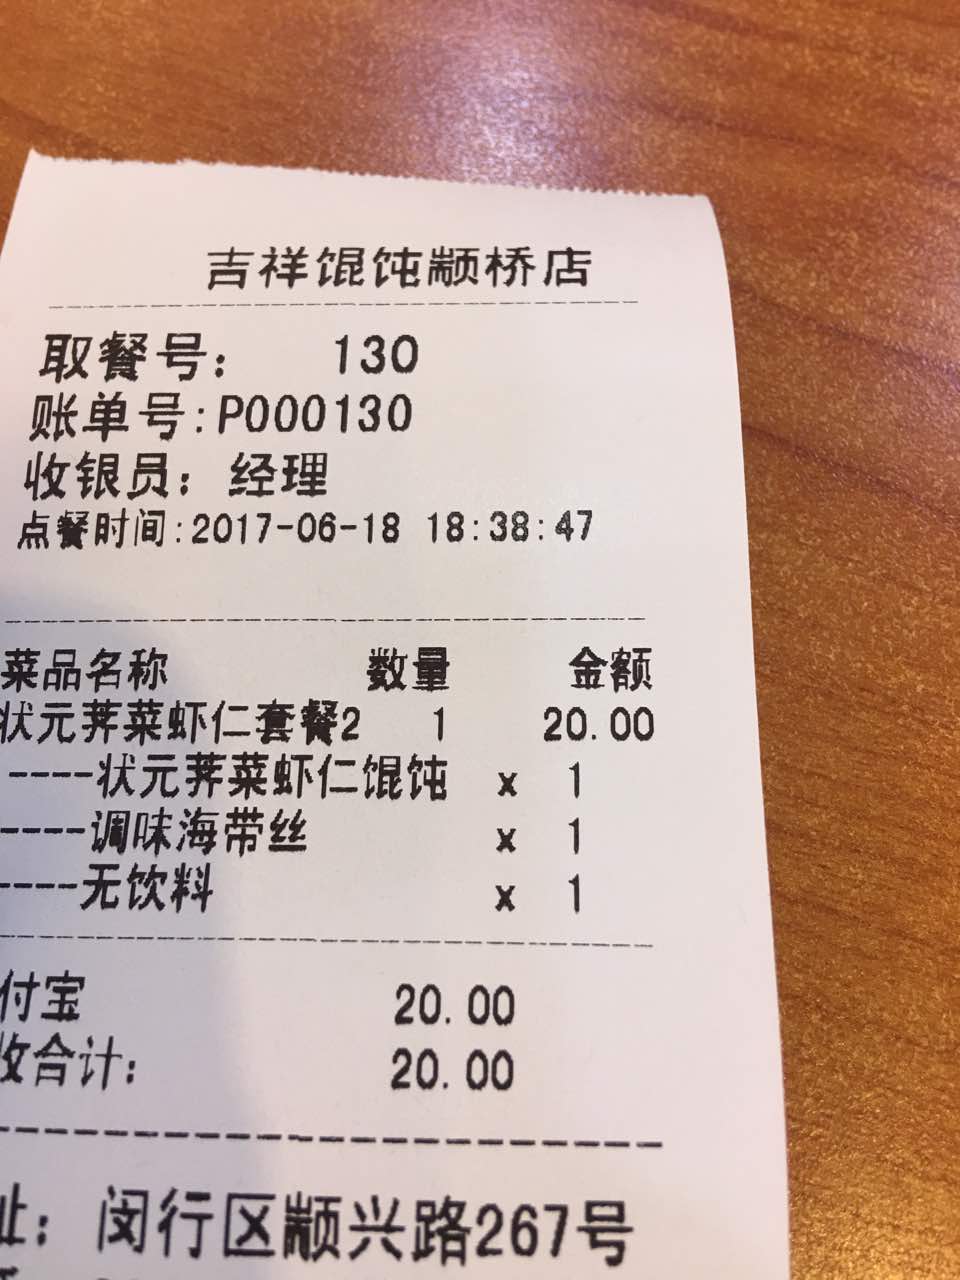 吉祥馄饨颛桥店
取餐号： 130
账单号:P000130
收银员： 经理
点餐时间:2017-06-18 18:38:47
菜品名称 数量 金额
状元荠菜虾仁套餐2 1 20.00
----状元荠菜虾仁馄饨 x 1
----调味海带丝 x 1
----无饮料 x 1
付宝 20.00
收合计: 20.00
址: 闵行区颛兴路267号